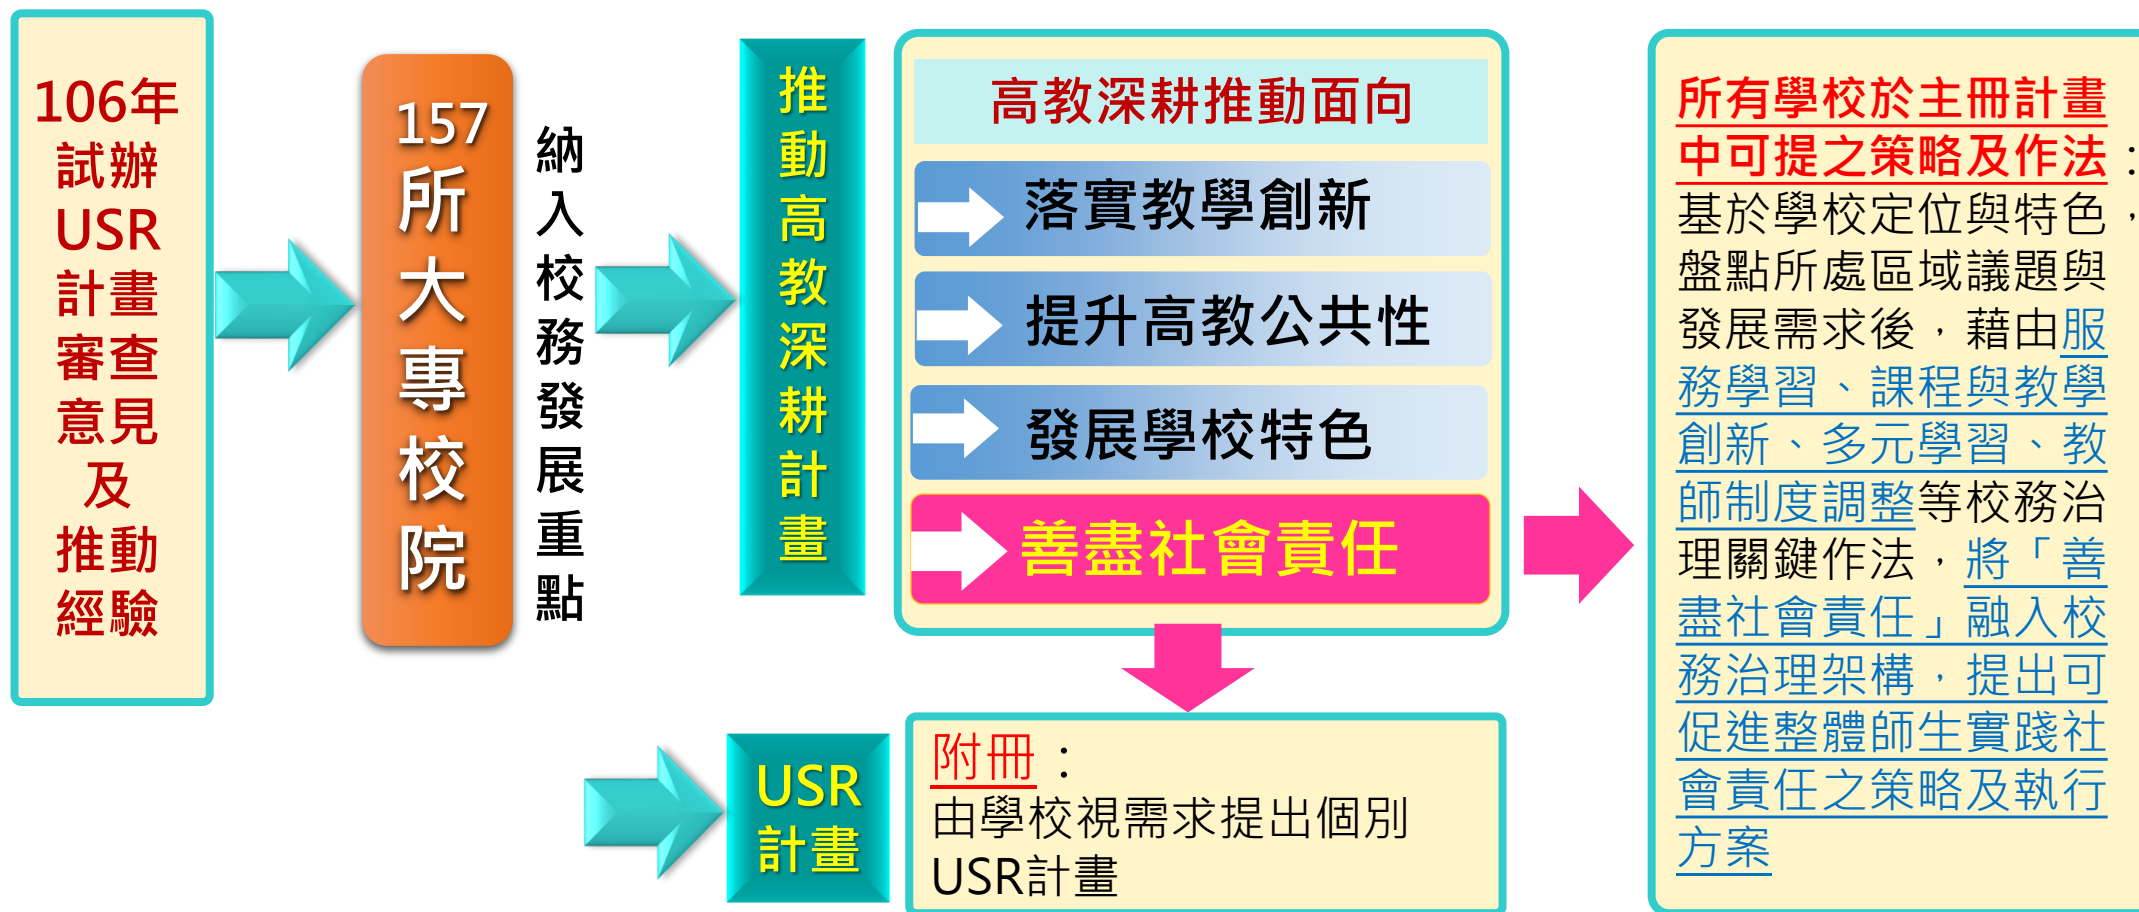 106年
試辦
USR
計畫
審查
意見
及
推動
經驗
157
所
大
專
校
院
納入校務發展重點
推動高教深耕計畫
高教深耕推動面向
落實教學創新
提升高教公共性
發展學校特色
善盡社會責任
USR
計畫
附冊：
由學校視需求提出個別
USR計畫
所有學校於主冊計畫
中可提之策略及作法：
基於學校定位與特色，
盤點所處區域議題與
發展需求後，藉由服
務學習、課程與教學
創新、多元學習、教
師制度調整等校務治
理關鍵作法，將「善
盡社會責任」融入校
務治理架構，提出可
促進整體師生實踐社
會責任之策略及執行
方案